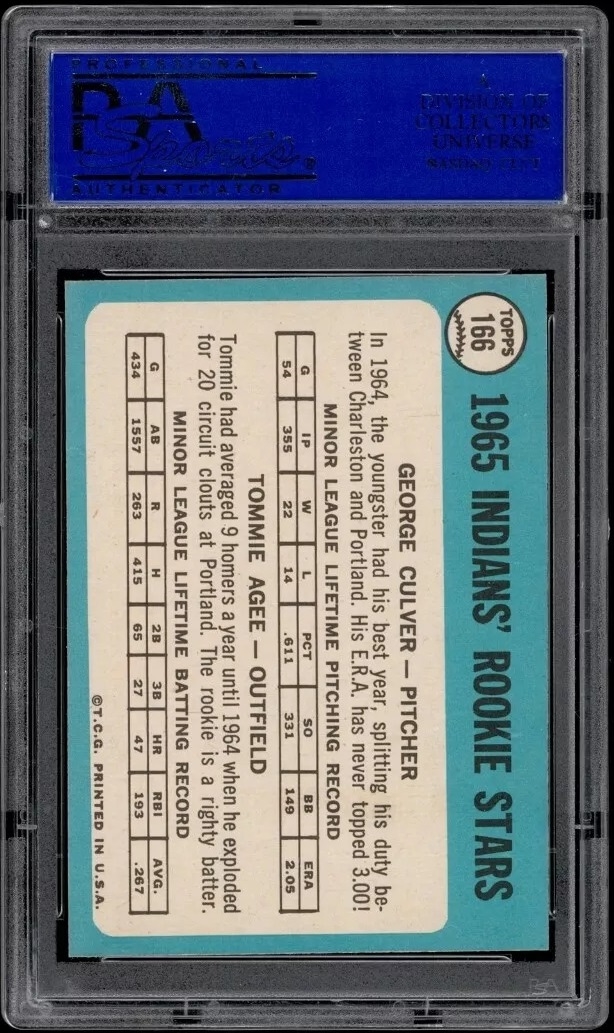 PROFESSIONAL
PSA
Sports
AUTHENTICATOR
A
DIVISION OF
COLLECTORS
UNIVERSE
NASDAQ: CLCT
TOPPS
166
1965 INDIANS' ROOKIE STARS
GEORGE CULVER — PITCHER
In 1964, the youngster had his best year, splitting his duty be-
tween Charleston and Portland. His E.R.A. has never topped 3.00!
MINOR LEAGUE LIFETIME PITCHING RECORD
G IP W L PCT SO BB ERA
54 355 22 14 .611 331 149 2.05
TOMMIE AGEE — OUTFIELD
Tommie had averaged 9 homers a year until 1964 when he exploded
for 20 circuit clouts at Portland. The rookie is a righty batter.
MINOR LEAGUE LIFETIME BATTING RECORD
G AB R H 2B 3B HR RBI AVG.
434 1557 263 415 65 27 47 193 .267
©T.C.G. PRINTED IN U.S.A.
PSA